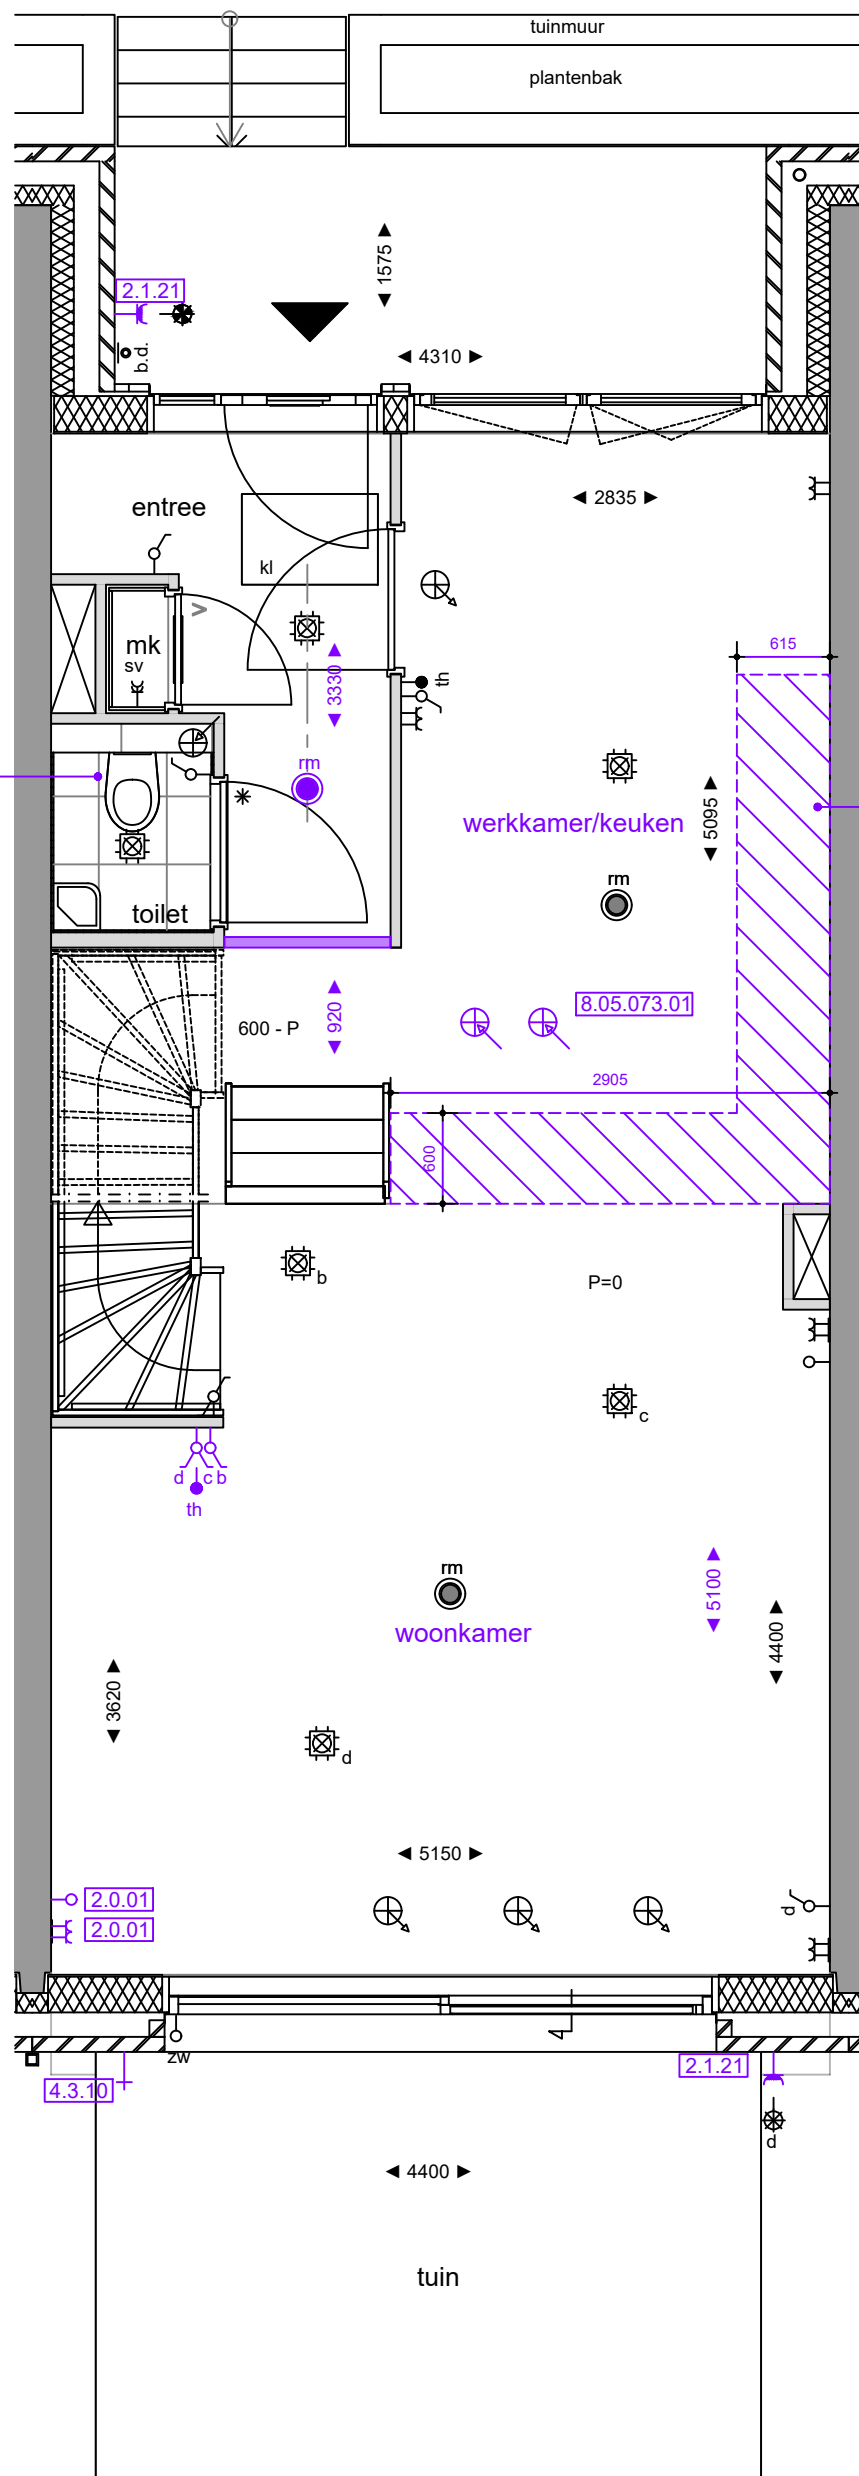 tuinmuur
plantenbak
1575
2.1.21
b.d.
4310
2835
entree
kl
mk
sv
3330
th
615
rm
werkkamer/keuken
5095
rm
toilet
8.05.073.01
600 - P
920
2905
600
b
P=0
c
d c b
th
rm
woonkamer
5100
4400
3620
d
5150
2.0.01
2.0.01
d
zw
2.1.21
4.3.10
d
4400
tuin